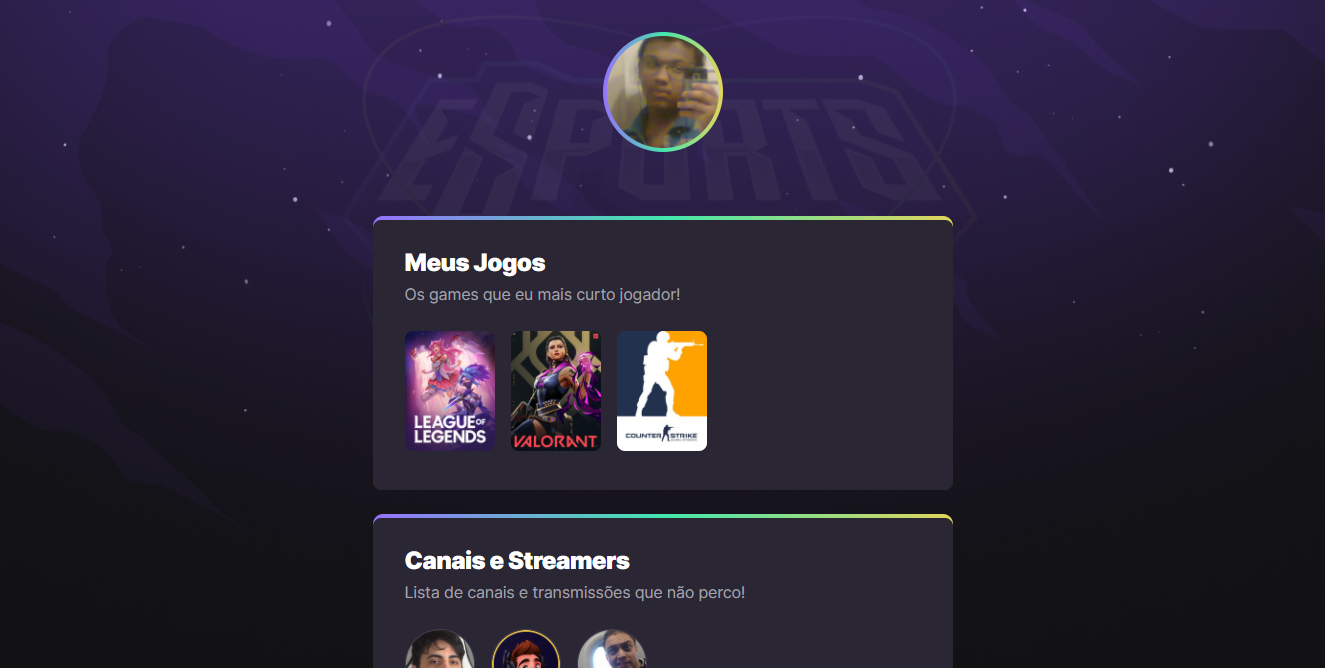 ESPORTS
Meus Jogos
Os games que eu mais curto jogador!
LEAGUE OF
LEGENDS
VALORANT
COUNTER STRIKE
Canais e Streamers
Lista de canais e transmissões que não perco!